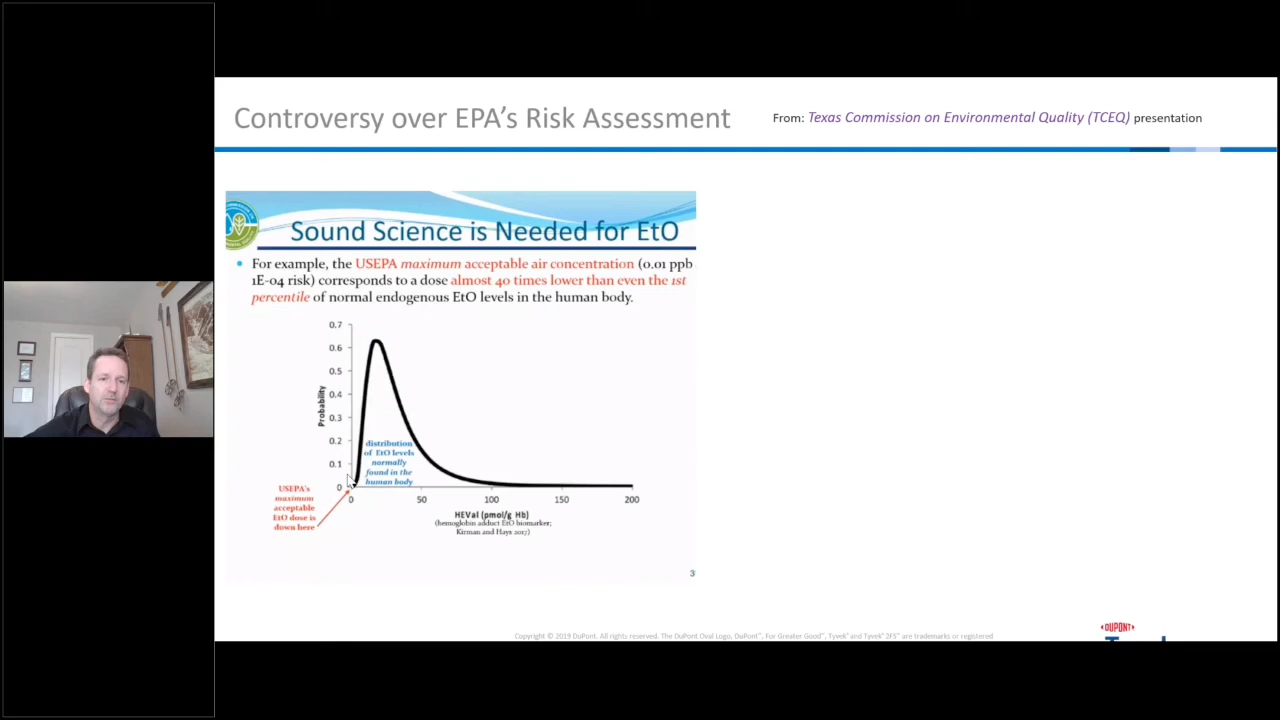 Controversy over EPA's Risk Assessment
From: Texas Commission on Environmental Quality (TCEQ) presentation
Sound Science is Needed for EtO
• For example, the USEPA maximum acceptable air concentration (0.01 ppb
1E-04 risk) corresponds to a dose almost 40 times lower than even the 1st
percentile of normal endogenous EtO levels in the human body.
0.7
0.6
0.5
0.4
0.3
0.2
0.1
0
Probability
distribution
of EtO levels
normally
found in the
human body
USEPA's
maximum
acceptable
EtO dose is
down here
0 50 100 150 200
HEVal (pmol/g Hb)
(hemoglobin adduct EtO biomarker;
Kirman and Hays 2017)
3
Copyright © 2019 DuPont. All rights reserved. The DuPont Oval Logo, DuPont™, For Greater Good™, Tyvek® and Tyvek® 2FS™ are trademarks or registered
DUPONT